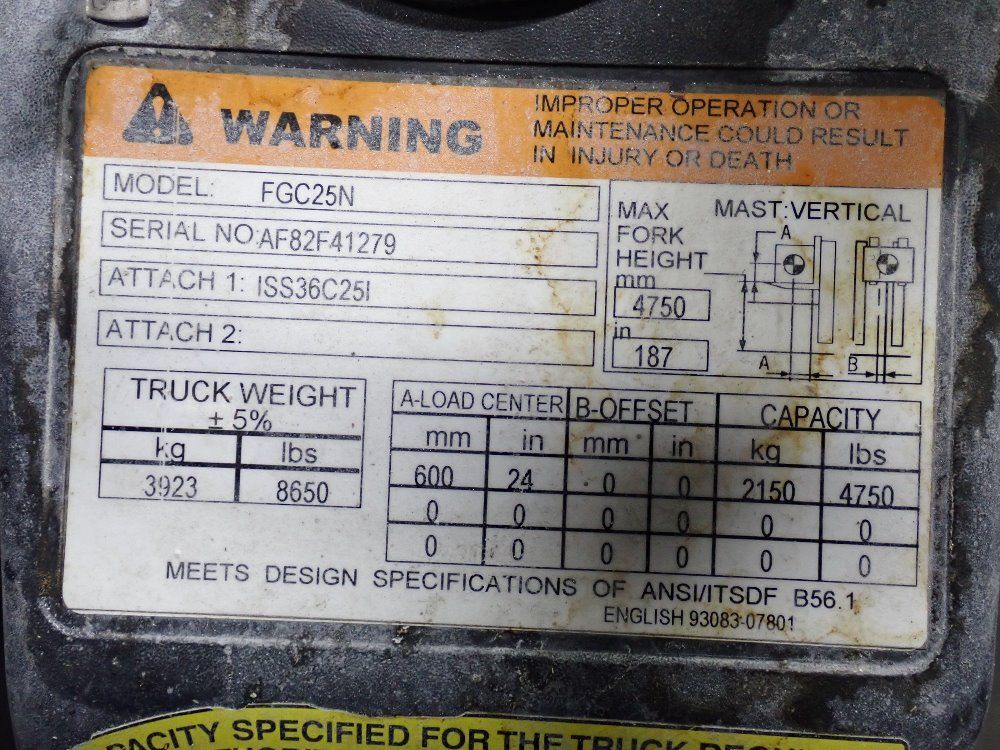 WARNING
IMPROPER OPERATION OR
MAINTENANCE COULD RESULT
IN INJURY OR DEATH
MODEL: FGC25N
SERIAL NO: AF82F41279
ATTACH 1: ISS36C25I
ATTACH 2:
MAX FORK HEIGHT
mm
4750
in
187
MAST: VERTICAL
A
A
B
TRUCK WEIGHT
± 5%
kg lbs
3923 8650
A-LOAD CENTER B-OFFSET CAPACITY
mm in mm in kg lbs
600 24 0 0 2150 4750
0 0 0 0 0 0
0 0 0 0 0 0
MEETS DESIGN SPECIFICATIONS OF ANSI/ITSDF B56.1
ENGLISH 93083-07801
SPECIFIED FOR THE TRUCK